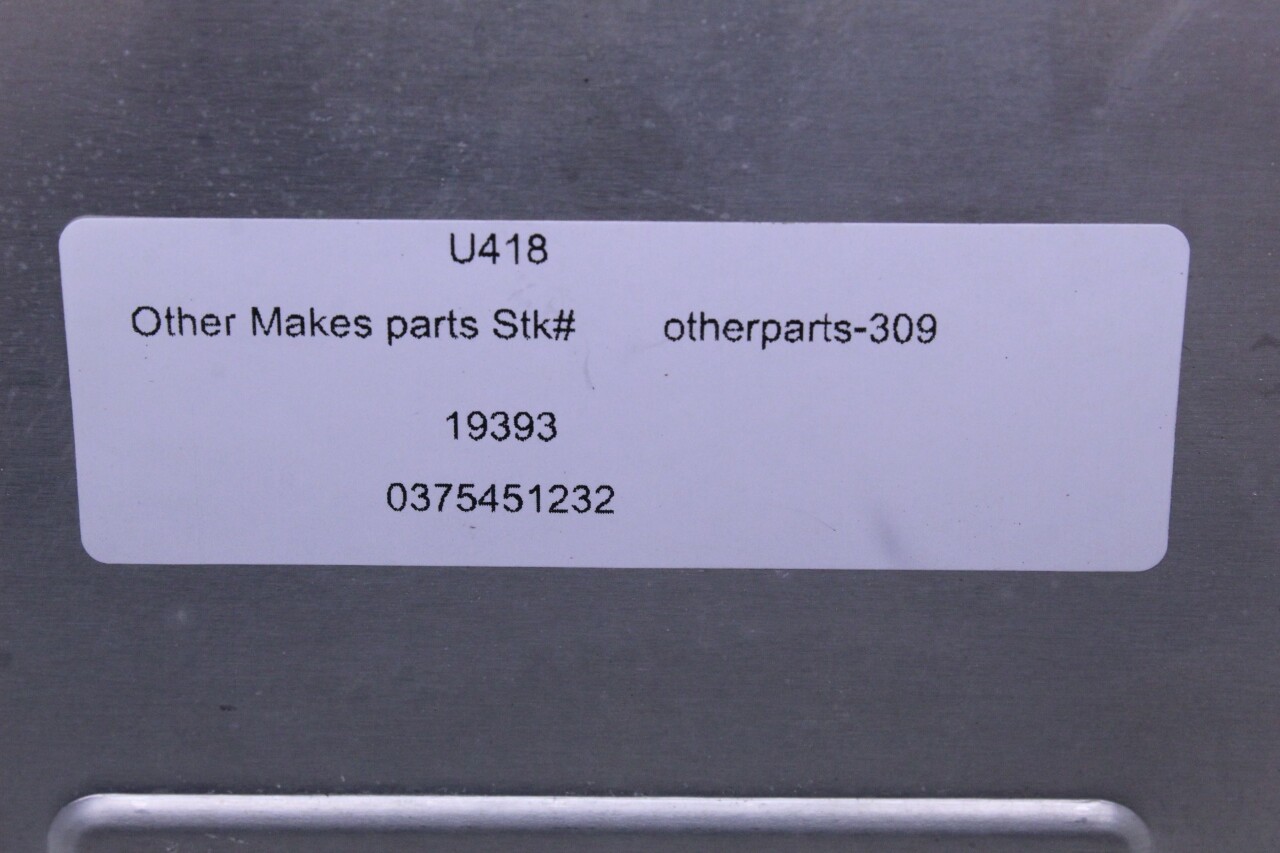 U418
Other Makes parts Stk# otherparts-309
19393
0375451232